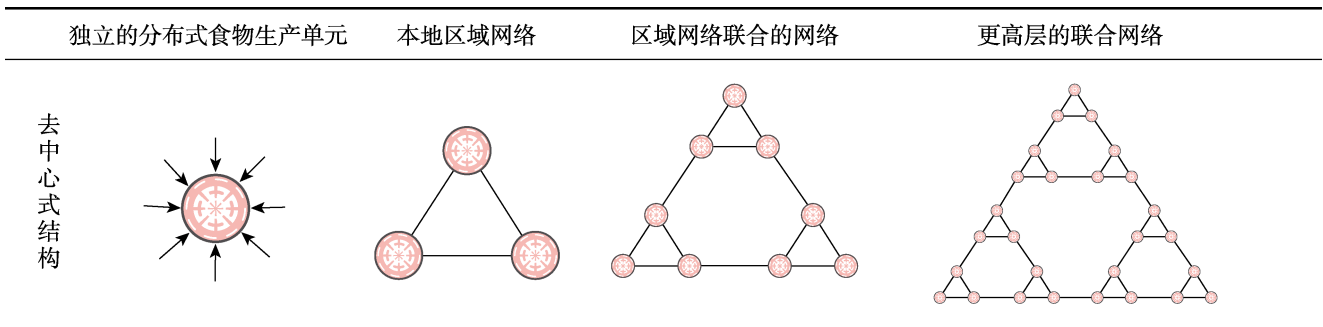 独立的分布式食物生产单元
本地区域网络
区域网络联合的网络
更高层的联合网络
去中心式结构